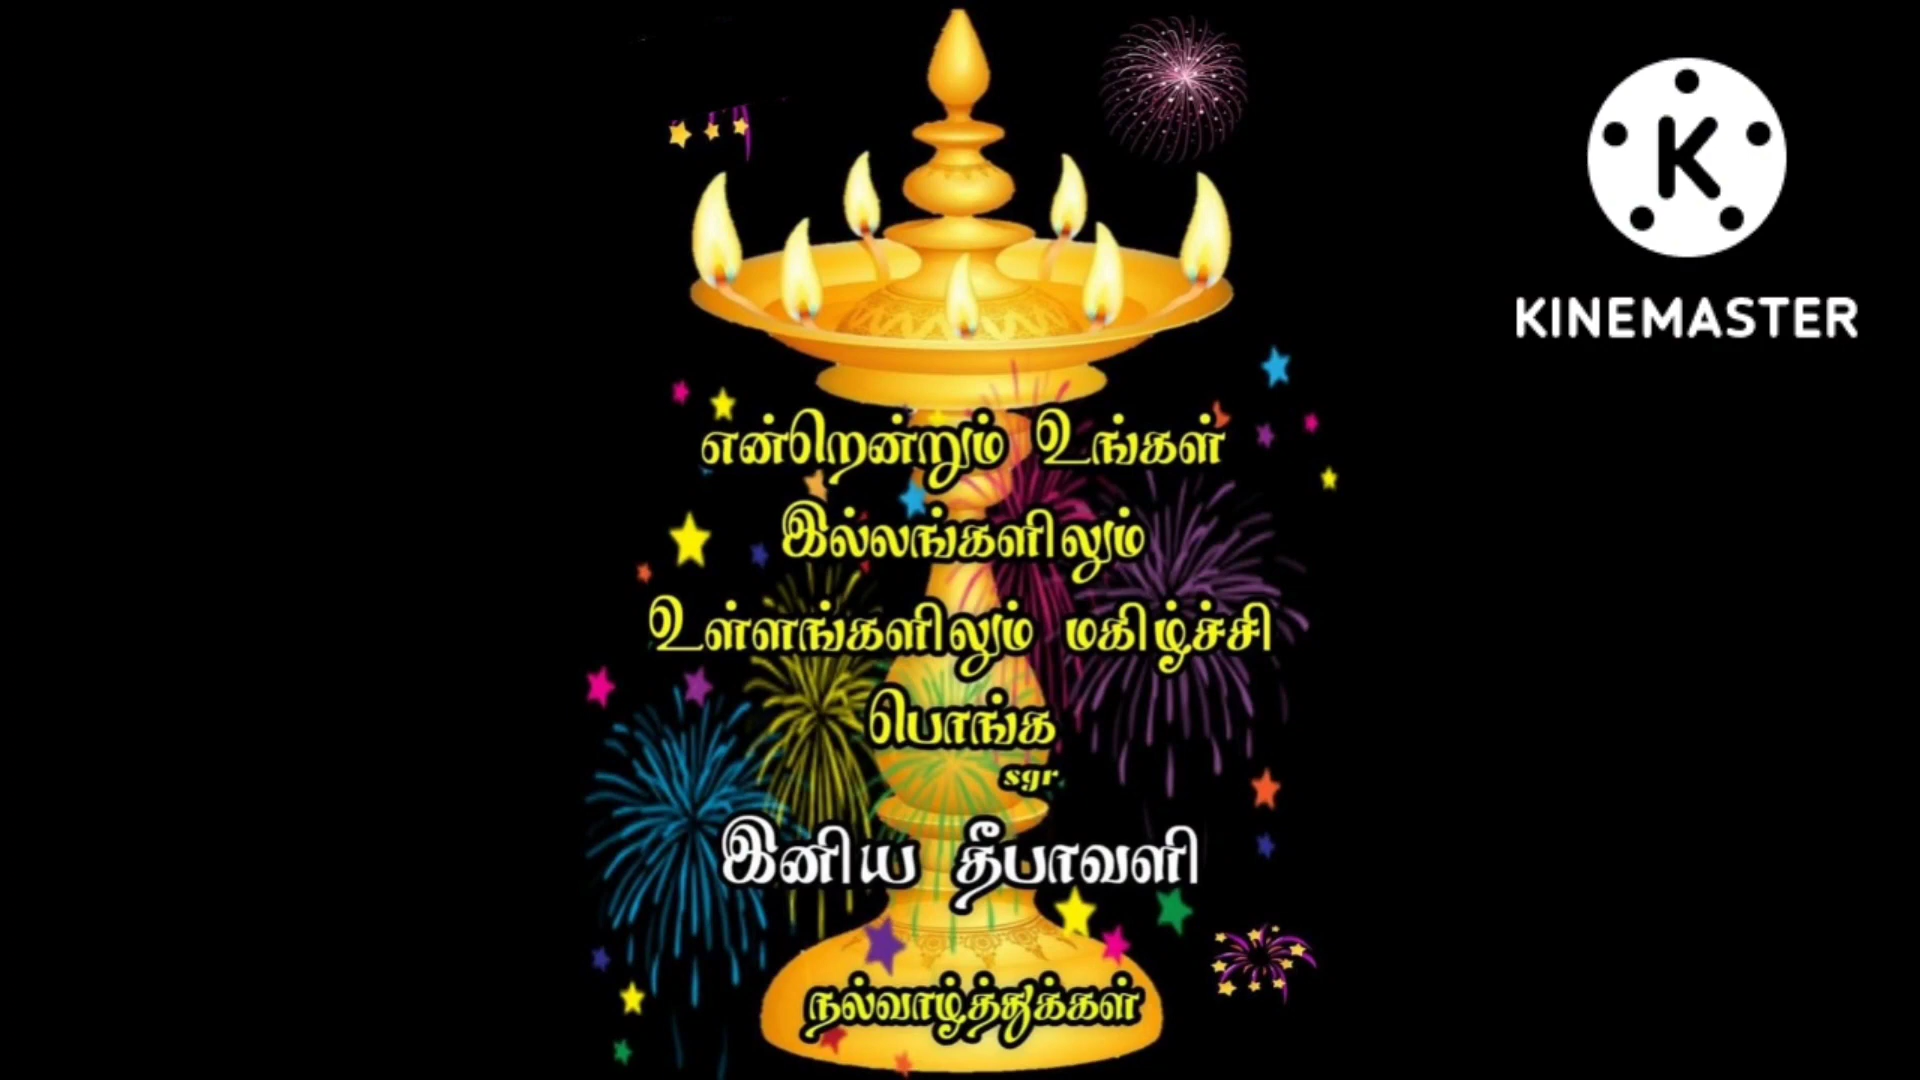 என்றென்றும் உங்கள்
இல்லங்களிலும்
உள்ளங்களிலும் மகிழ்ச்சி
பொங்க
sgr
இனிய தீபாவளி
நல்வாழ்த்துக்கள்
K
KINEMASTER